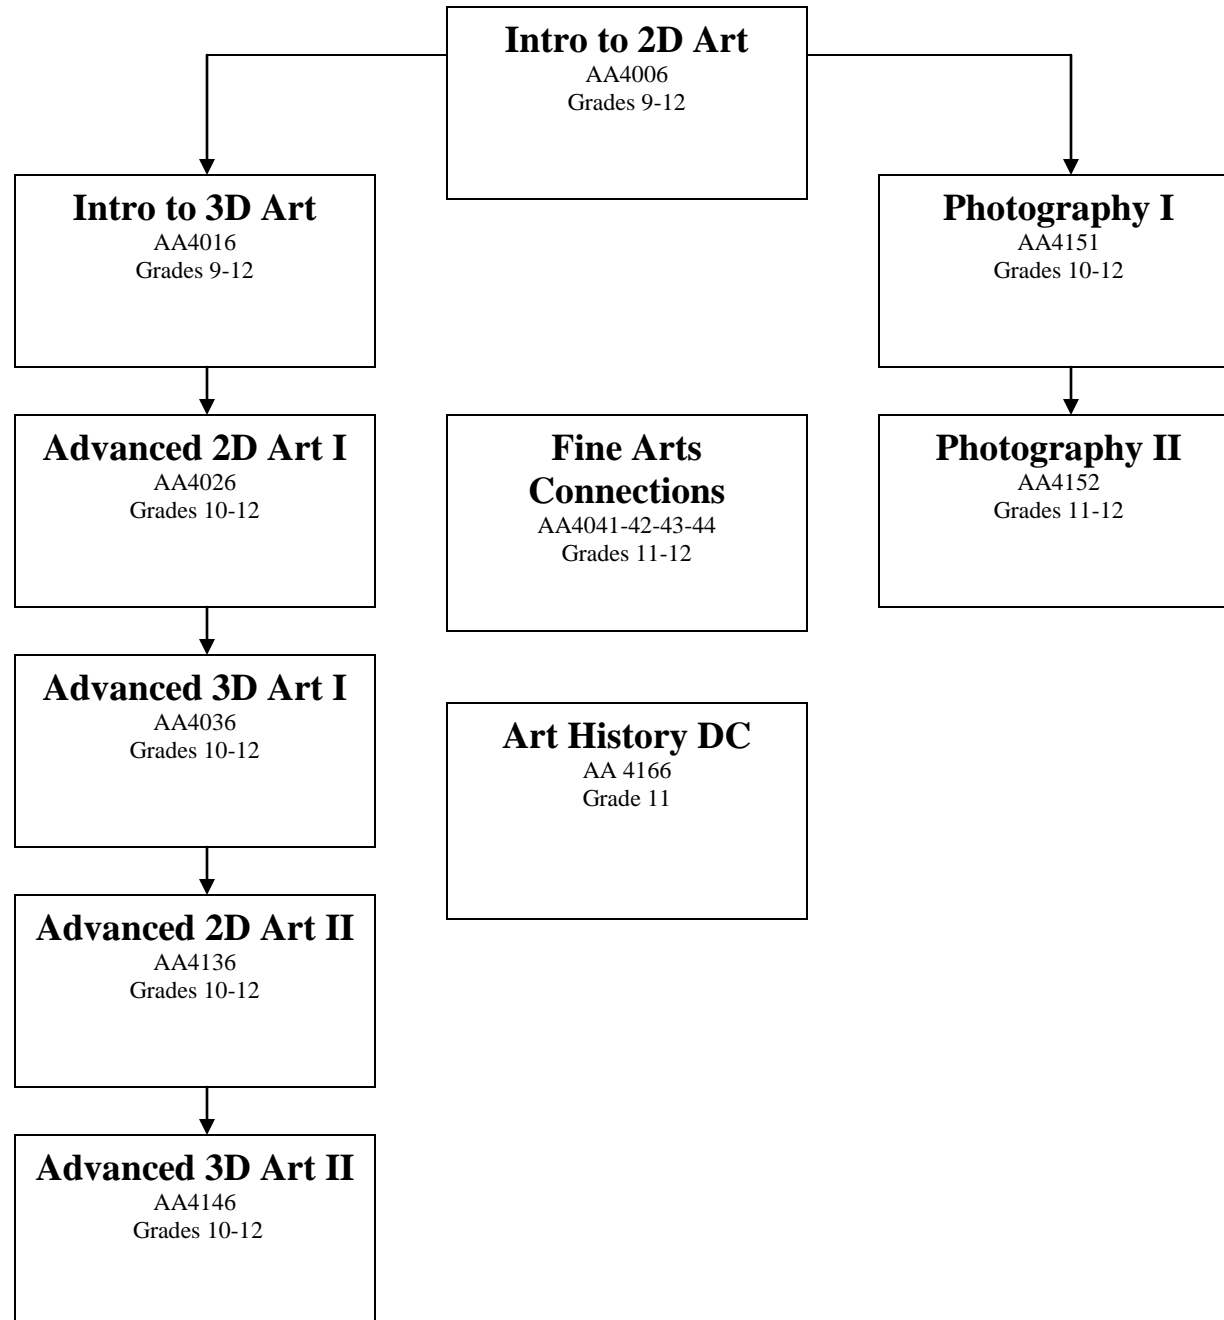 Intro to 2D Art
AA4006
Grades 9-12
Intro to 3D Art
AA4016
Grades 9-12
Photography I
AA4151
Grades 10-12
Advanced 2D Art I
AA4026
Grades 10-12
Fine Arts
Connections
AA4041-42-43-44
Grades 11-12
Photography II
AA4152
Grades 11-12
Advanced 3D Art I
AA4036
Grades 10-12
Art History DC
AA 4166
Grade 11
Advanced 2D Art II
AA4136
Grades 10-12
Advanced 3D Art II
AA4146
Grades 10-12